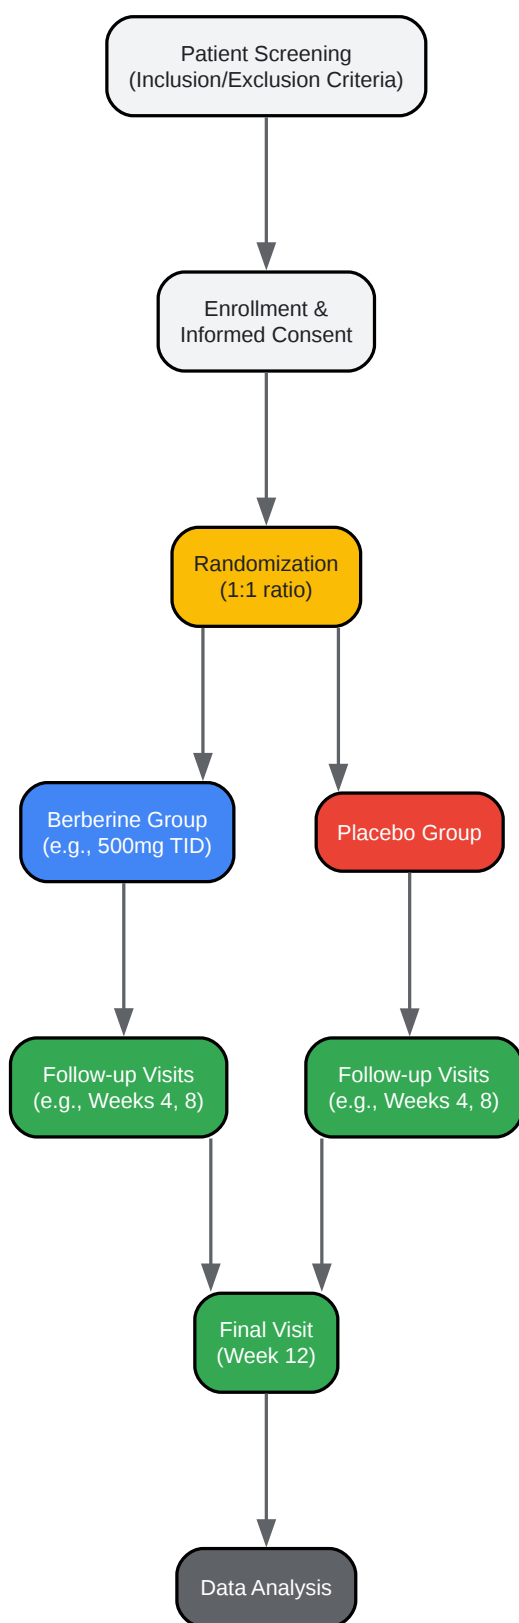 Patient Screening
(Inclusion/Exclusion Criteria)
Enrollment &
Informed Consent
Randomization
(1:1 ratio)
Berberine Group
(e.g., 500mg TID)
Placebo Group
Follow-up Visits
(e.g., Weeks 4, 8)
Follow-up Visits
(e.g., Weeks 4, 8)
Final Visit
(Week 12)
Data Analysis